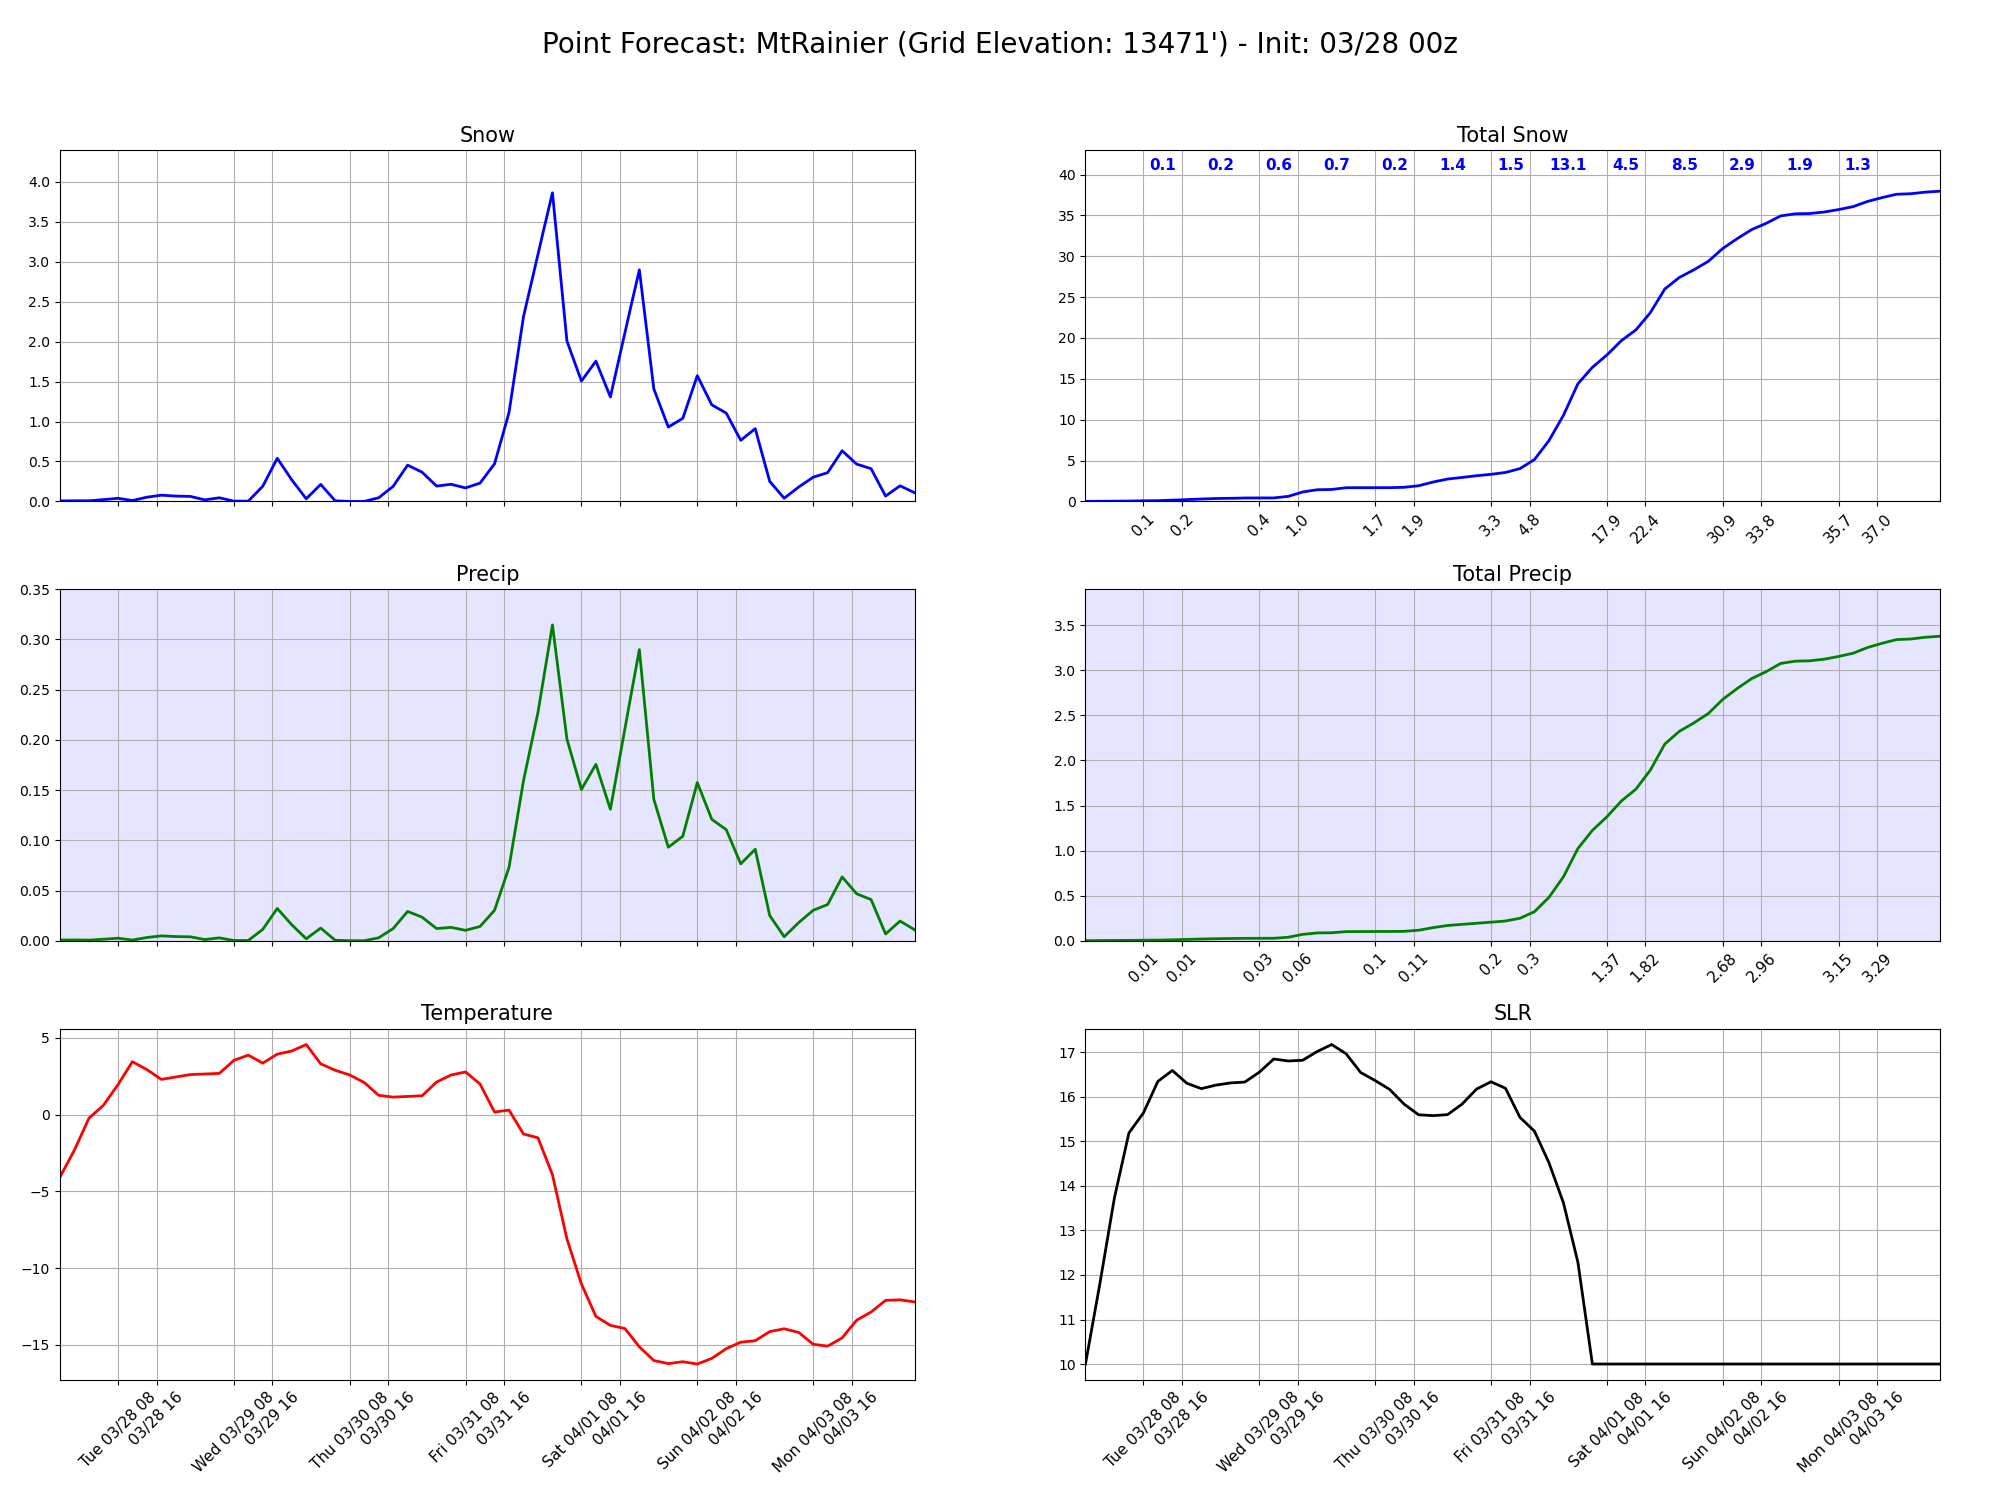 Point Forecast: MtRainier (Grid Elevation: 13471') - Init: 03/28 00z
Snow
4.0
3.5
3.0
2.5
2.0
1.5
1.0
0.5
0.0
Total Snow
0.1 0.2 0.6 0.7 0.2 1.4 1.5 13.1 4.5 8.5 2.9 1.9 1.3
40
35
30
25
20
15
10
5
0
0.1 0.2 0.4 1.0 1.7 1.9 3.3 4.8 17.9 22.4 30.9 33.8 35.7 37.0
Precip
0.35
0.30
0.25
0.20
0.15
0.10
0.05
0.00
Total Precip
3.5
3.0
2.5
2.0
1.5
1.0
0.5
0.0
0.01 0.01 0.03 0.06 0.1 0.11 0.2 0.3 1.37 1.82 2.68 2.96 3.15 3.29
Temperature
5
0
−5
−10
−15
Tue 03/28 08
03/28 16
Wed 03/29 08
03/29 16
Thu 03/30 08
03/30 16
Fri 03/31 08
03/31 16
Sat 04/01 08
04/01 16
Sun 04/02 08
04/02 16
Mon 04/03 08
04/03 16
SLR
17
16
15
14
13
12
11
10
Tue 03/28 08
03/28 16
Wed 03/29 08
03/29 16
Thu 03/30 08
03/30 16
Fri 03/31 08
03/31 16
Sat 04/01 08
04/01 16
Sun 04/02 08
04/02 16
Mon 04/03 08
04/03 16